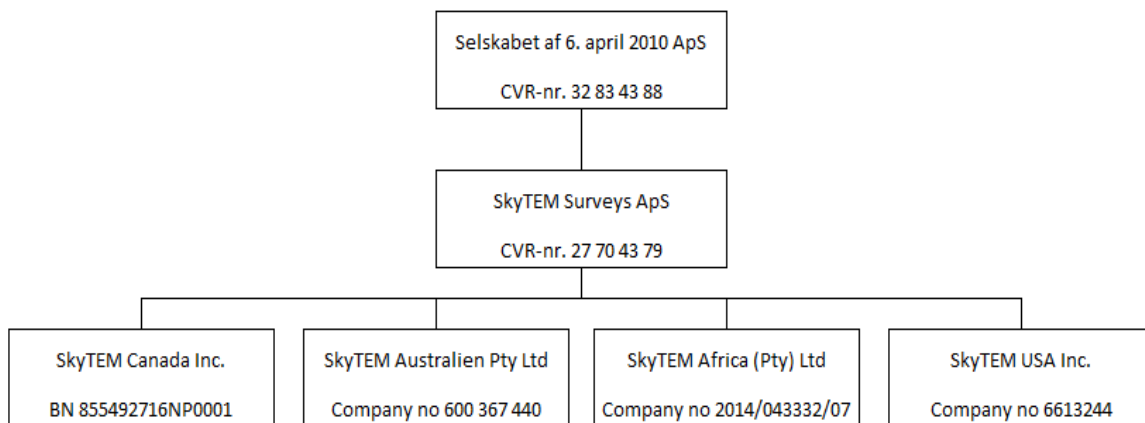 Selskabet af 6. april 2010 ApS
CVR-nr. 32 83 43 88
SkyTEM Surveys ApS
CVR-nr. 27 70 43 79
SkyTEM Canada Inc.
BN 855492716NP0001
SkyTEM Australien Pty Ltd
Company no 600 367 440
SkyTEM Africa (Pty) Ltd
Company no 2014/043332/07
SkyTEM USA Inc.
Company no 6613244